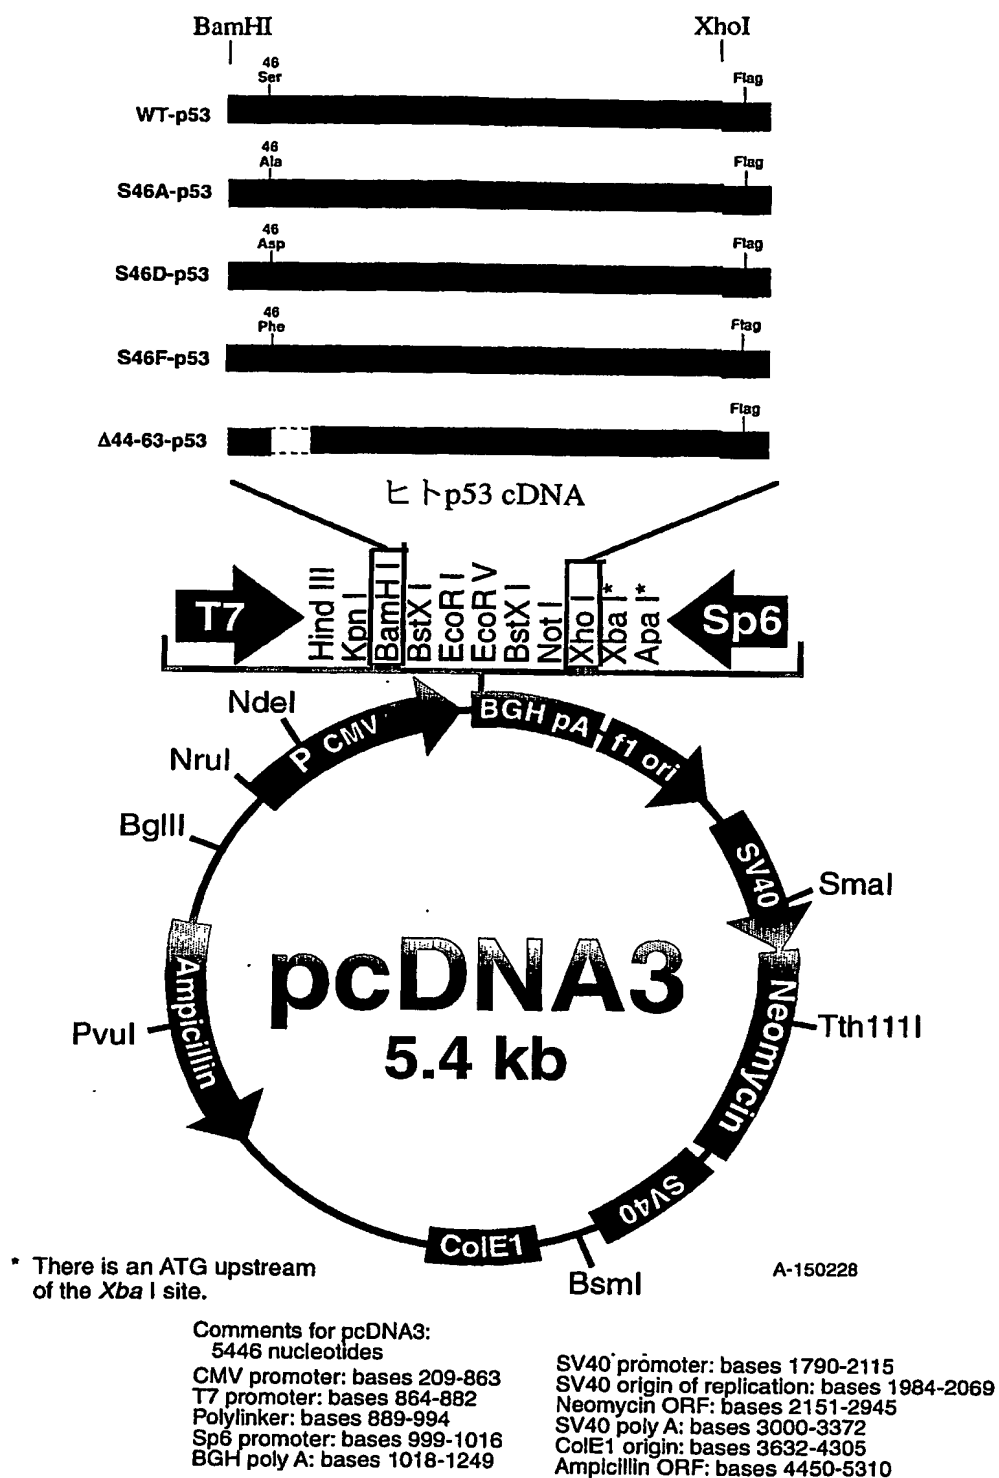 BamHI XhoI
46
Ser Flag
WT-p53
46
Ala Flag
S46A-p53
46
Asp Flag
S46D-p53
46
Phe Flag
S46F-p53
Flag
Δ44-63-p53
ヒトp53 cDNA
T7
Hind III
Kpn I
BamH I
BstX I
EcoR I
EcoR V
BstX I
Not I
Xho I
Xba I*
Apa I*
Sp6
NdeI
NruI
BglII
PvuI
P CMV
BGH pA
f1 ori
SV40
SmaI
Neomycin
Tth111I
SV40
BsmI
ColE1
Ampicillin
pcDNA3
5.4 kb
* There is an ATG upstream
of the Xba I site.
A-150228
Comments for pcDNA3:
5446 nucleotides
CMV promoter: bases 209-863
T7 promoter: bases 864-882
Polylinker: bases 889-994
Sp6 promoter: bases 999-1016
BGH poly A: bases 1018-1249
SV40 promoter: bases 1790-2115
SV40 origin of replication: bases 1984-2069
Neomycin ORF: bases 2151-2945
SV40 poly A: bases 3000-3372
ColE1 origin: bases 3632-4305
Ampicillin ORF: bases 4450-5310